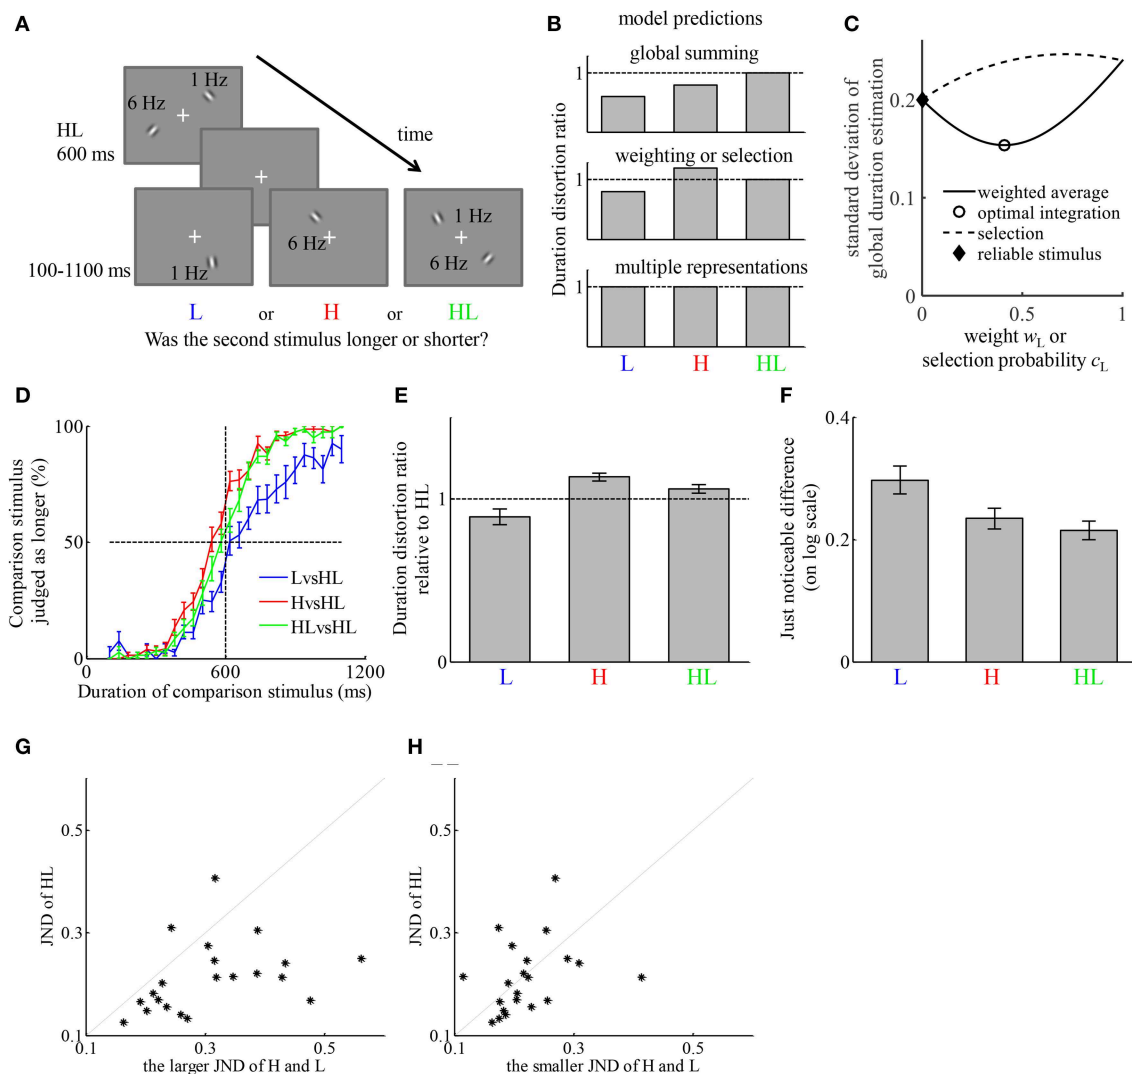 A
HL
600 ms
1 Hz
6 Hz
time
100-1100 ms
1 Hz
6 Hz
1 Hz
6 Hz
L or H or HL
Was the second stimulus longer or shorter?
B
model predictions
Duration distortion ratio
global summing
1
weighting or selection
1
multiple representations
1
L H HL
C
standard deviation of
global duration estimation
0.2
0.1
0
weighted average
optimal integration
selection
reliable stimulus
0 0.5 1
weight wL or
selection probability cL
D
Comparison stimulus
judged as longer (%)
100
50
0
LvsHL
HvsHL
HLvsHL
0 600 1200
Duration of comparison stimulus (ms)
E
Duration distortion ratio
relative to HL
1
0
L H HL
F
Just noticeable difference
(on log scale)
0.4
0.2
0
L H HL
G
JND of HL
0.5
0.3
0.1
0.1 0.3 0.5
the larger JND of H and L
H
JND of HL
0.5
0.3
0.1
0.1 0.3 0.5
the smaller JND of H and L